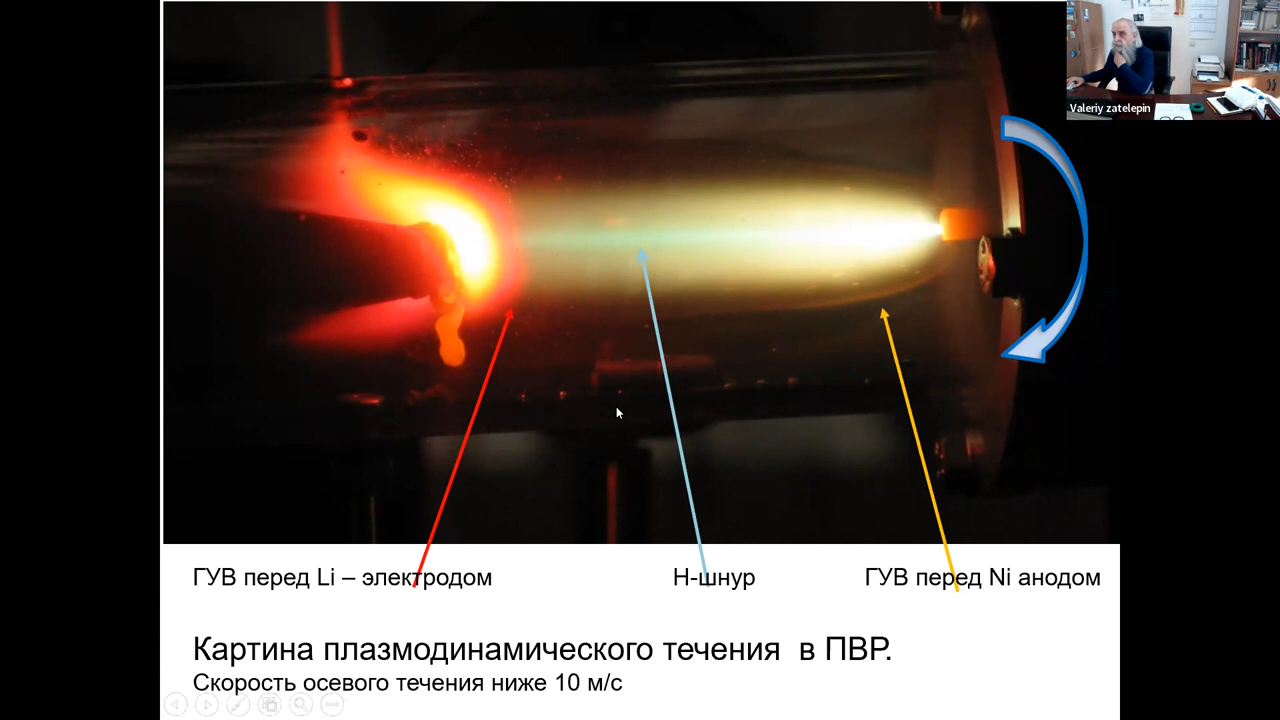 Valeriy zatelepin
ГУВ перед Li – электродом
Н-шнур
ГУВ перед Ni анодом
Картина плазмодинамического течения в ПВР.
Скорость осевого течения ниже 10 м/с